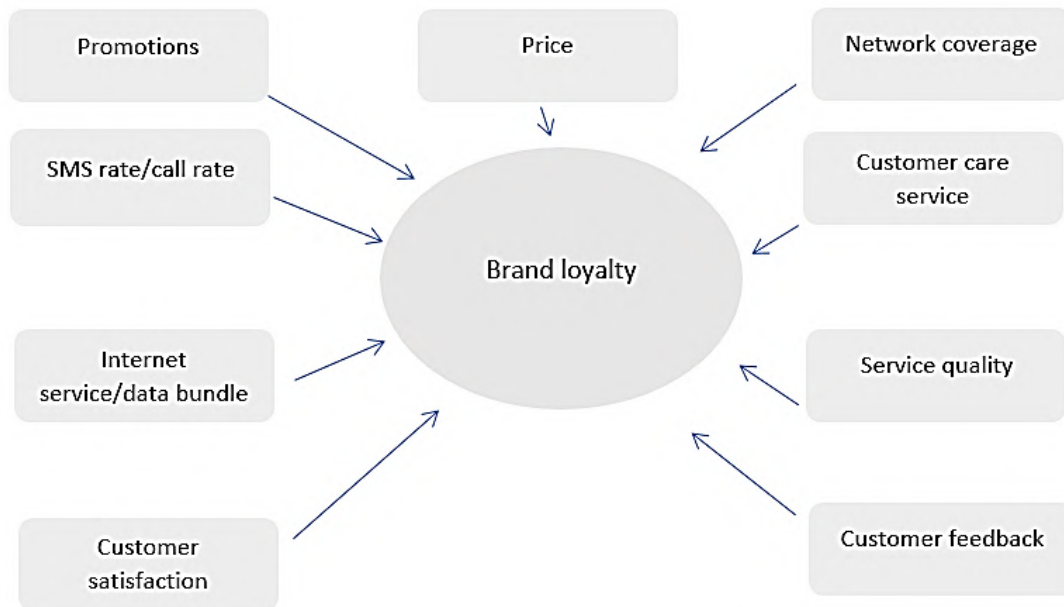 Promotions
Price
Network coverage
SMS rate/call rate
Customer care
service
Brand loyalty
Internet
service/data bundle
Service quality
Customer
satisfaction
Customer feedback